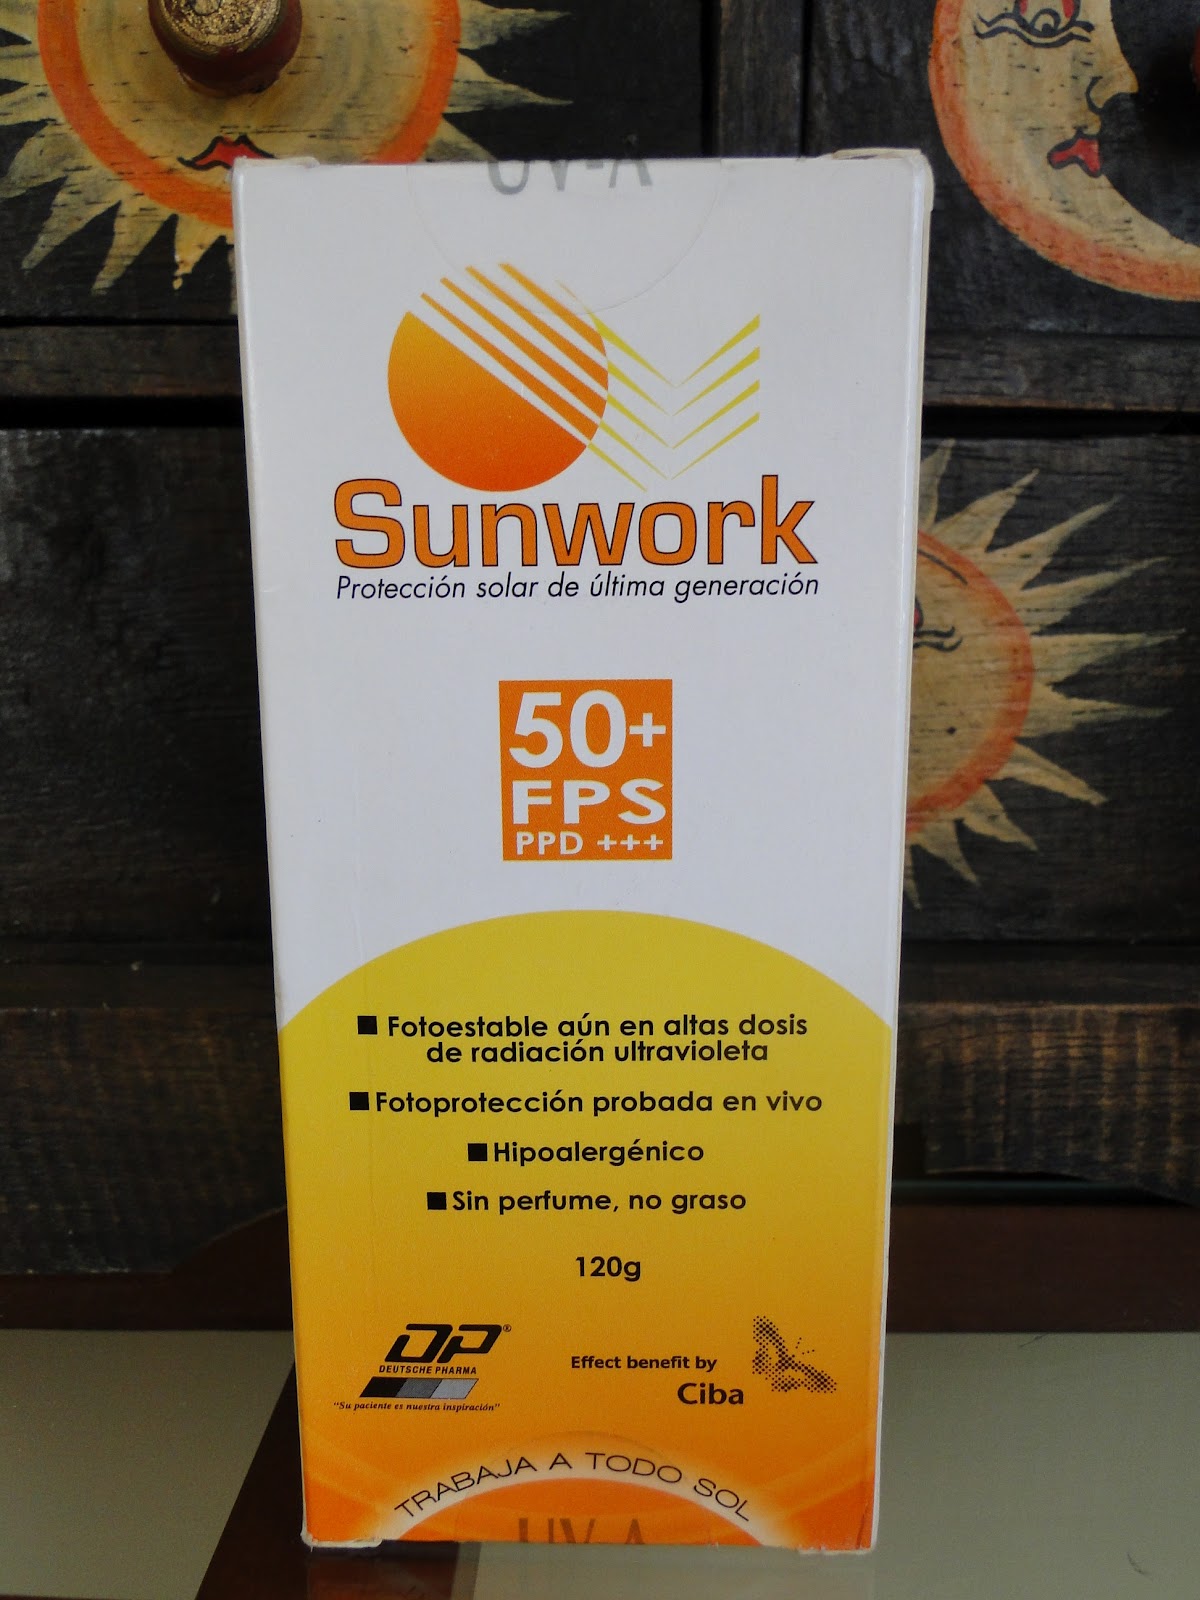 UV-A
Sunwork
Protección solar de última generación
50+
FPS
PPD +++
Fotoestable aún en altas dosis
de radiación ultravioleta
Fotoprotección probada en vivo
Hipoalergénico
Sin perfume, no graso
120g
DP®
DEUTSCHE PHARMA
"Su paciente es nuestra inspiración"
Effect benefit by
Ciba
TRABAJA A TODO SOL
UV-A